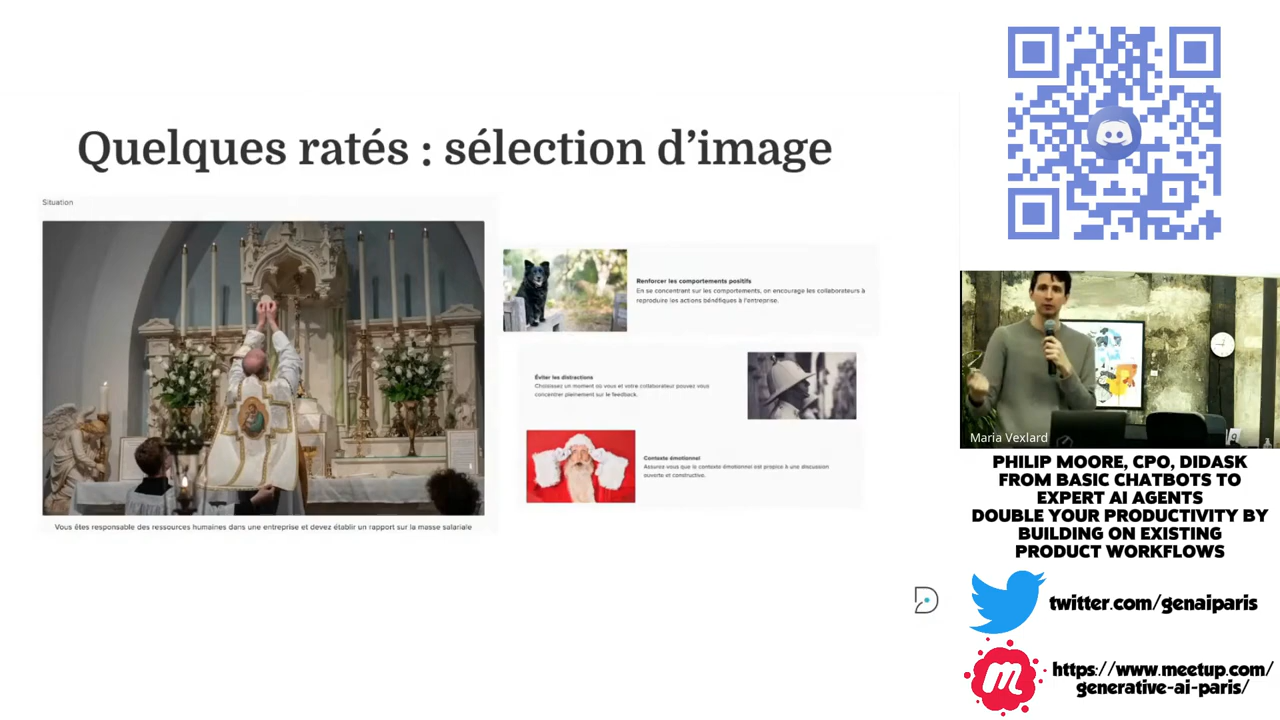 Quelques ratés : sélection d'image
Situation
Vous êtes responsable des ressources humaines dans une entreprise et devez établir un rapport sur la masse salariale
Renforcer les comportements positifs
En se concentrant sur les comportements, on encourage les collaborateurs à
reproduire les actions bénéfiques à l'entreprise.
Éviter les distractions
Choisissez un moment où vous et votre collaborateur pouvez vous
concentrer pleinement sur le feedback.
Contexte émotionnel
Assurez vous que le contexte émotionnel est propice à une discussion
ouverte et constructive.
Maria Vexlard
PHILIP MOORE, CPO, DIDASK
FROM BASIC CHATBOTS TO
EXPERT AI AGENTS
DOUBLE YOUR PRODUCTIVITY BY
BUILDING ON EXISTING
PRODUCT WORKFLOWS
twitter.com/genaiparis
https://www.meetup.com/
generative-ai-paris/